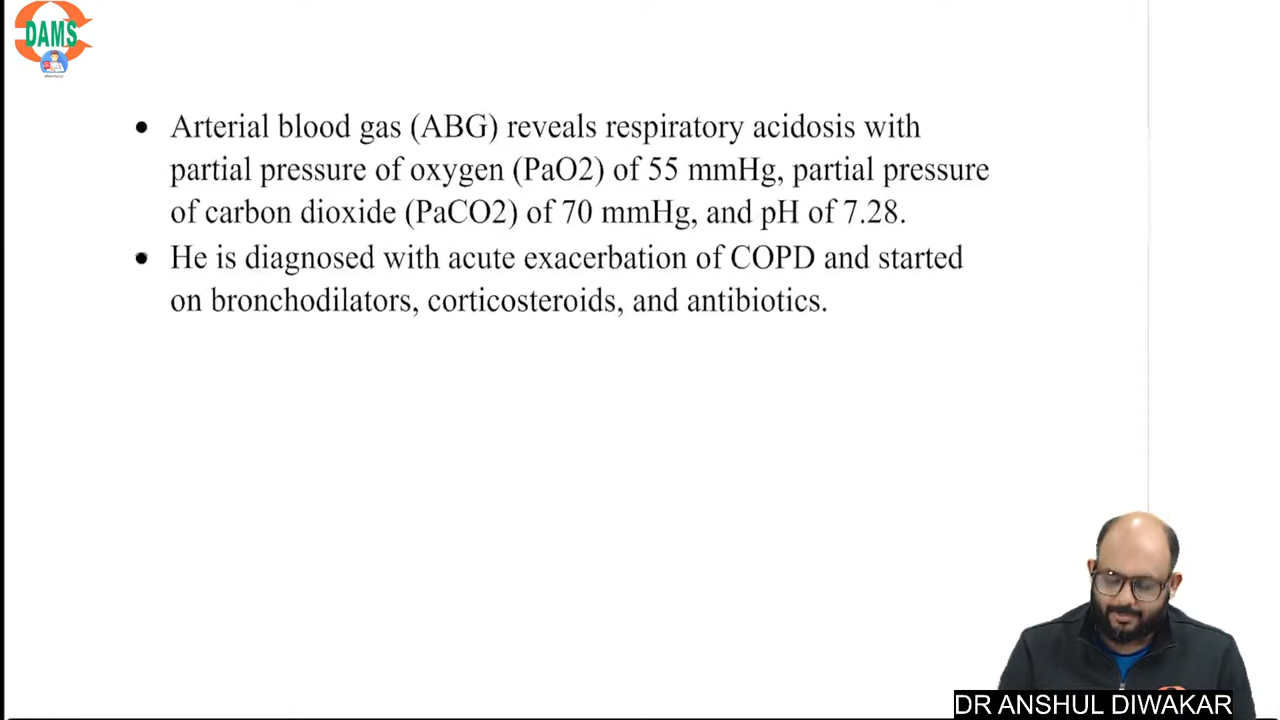 DAMS
• Arterial blood gas (ABG) reveals respiratory acidosis with
partial pressure of oxygen (PaO2) of 55 mmHg, partial pressure
of carbon dioxide (PaCO2) of 70 mmHg, and pH of 7.28.
• He is diagnosed with acute exacerbation of COPD and started
on bronchodilators, corticosteroids, and antibiotics.
DR ANSHUL DIWAKAR